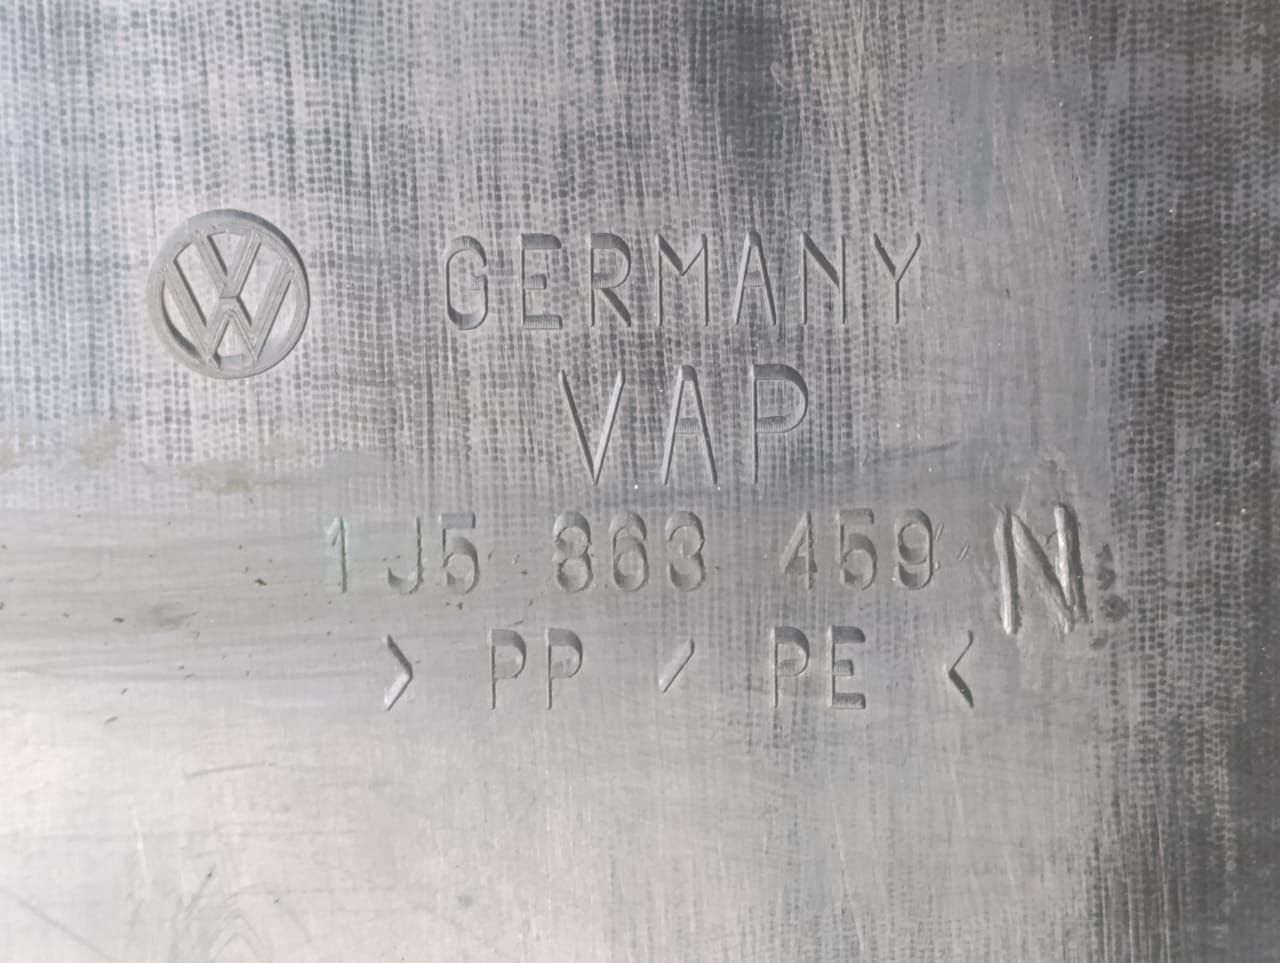 GERMANY
VAP
1J5 863 459 N
> PP / PE <